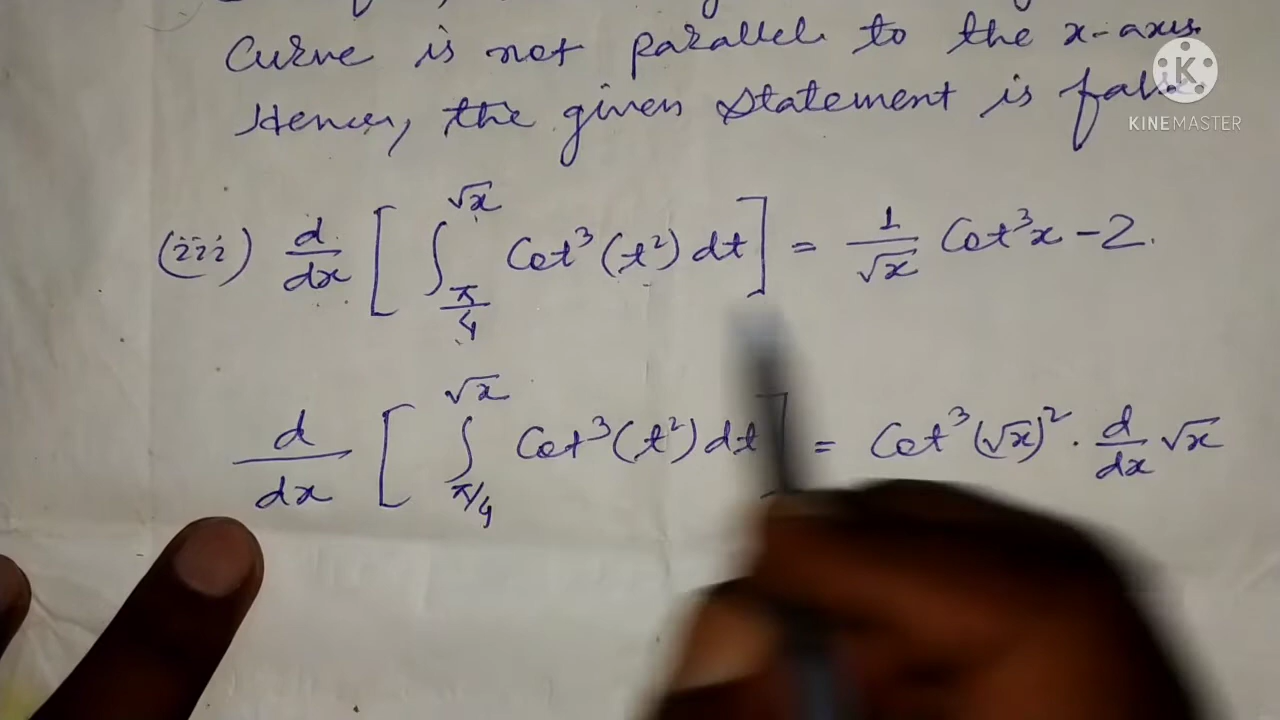 Curve is not parallel to the x-axis.
Hence, the given statement is false
KINEMASTER
(iii) d/dx [ ∫_{π/4}^{√x} Cot³(t²) dt ] = 1/√x Cot³x - 2.
d/dx [ ∫_{π/4}^{√x} Cot³(t²) dt ] = Cot³(√x)² · d/dx √x